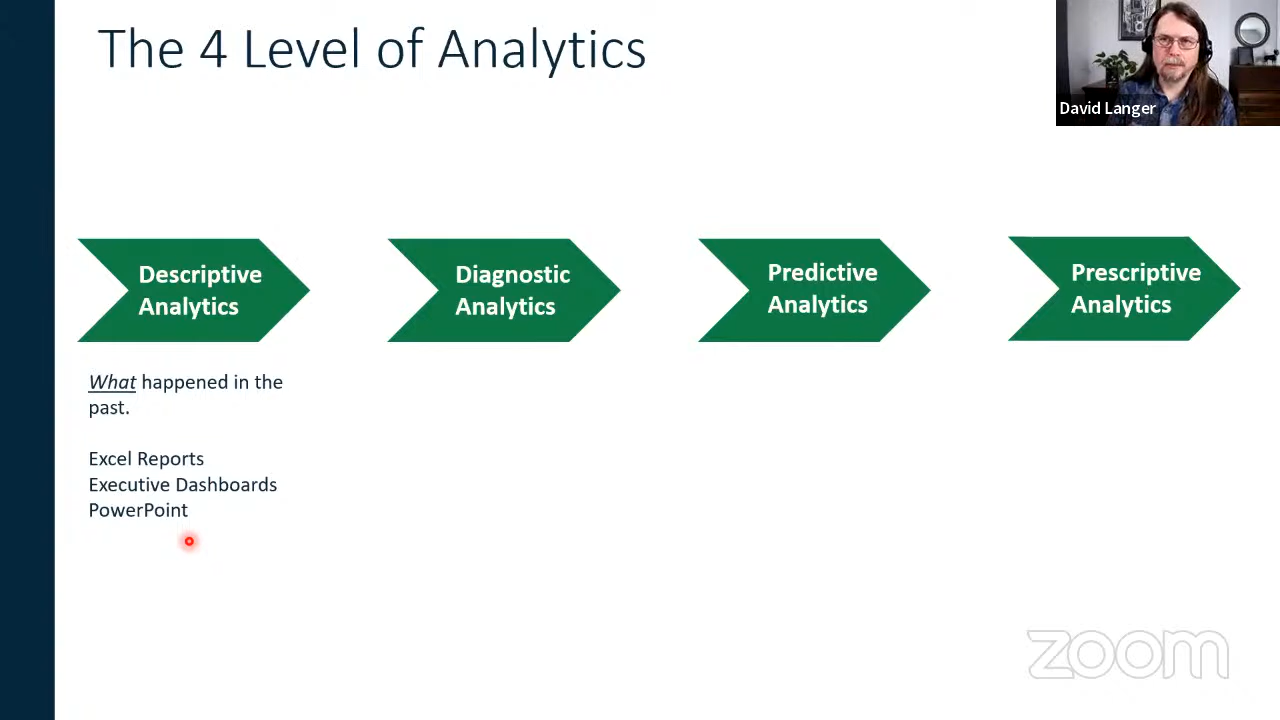 The 4 Level of Analytics
David Langer
Descriptive
Analytics
Diagnostic
Analytics
Predictive
Analytics
Prescriptive
Analytics
What happened in the
past.
Excel Reports
Executive Dashboards
PowerPoint
zoom